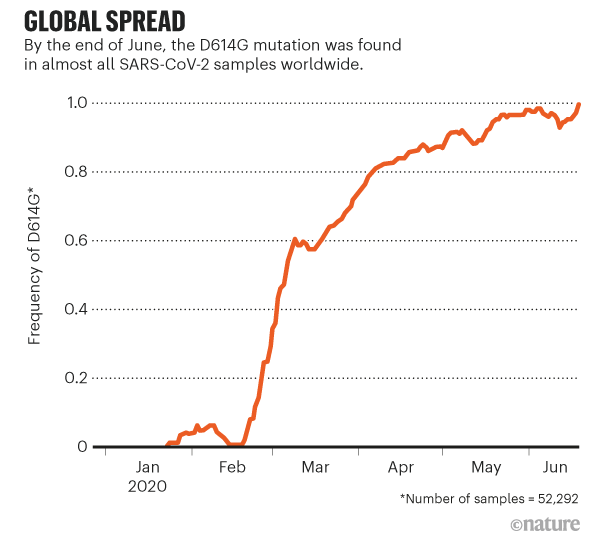 GLOBAL SPREAD
By the end of June, the D614G mutation was found
in almost all SARS-CoV-2 samples worldwide.
1.0
0.8
0.6
0.4
0.2
0
Frequency of D614G*
Jan Feb Mar Apr May Jun
2020
*Number of samples = 52,292
©nature